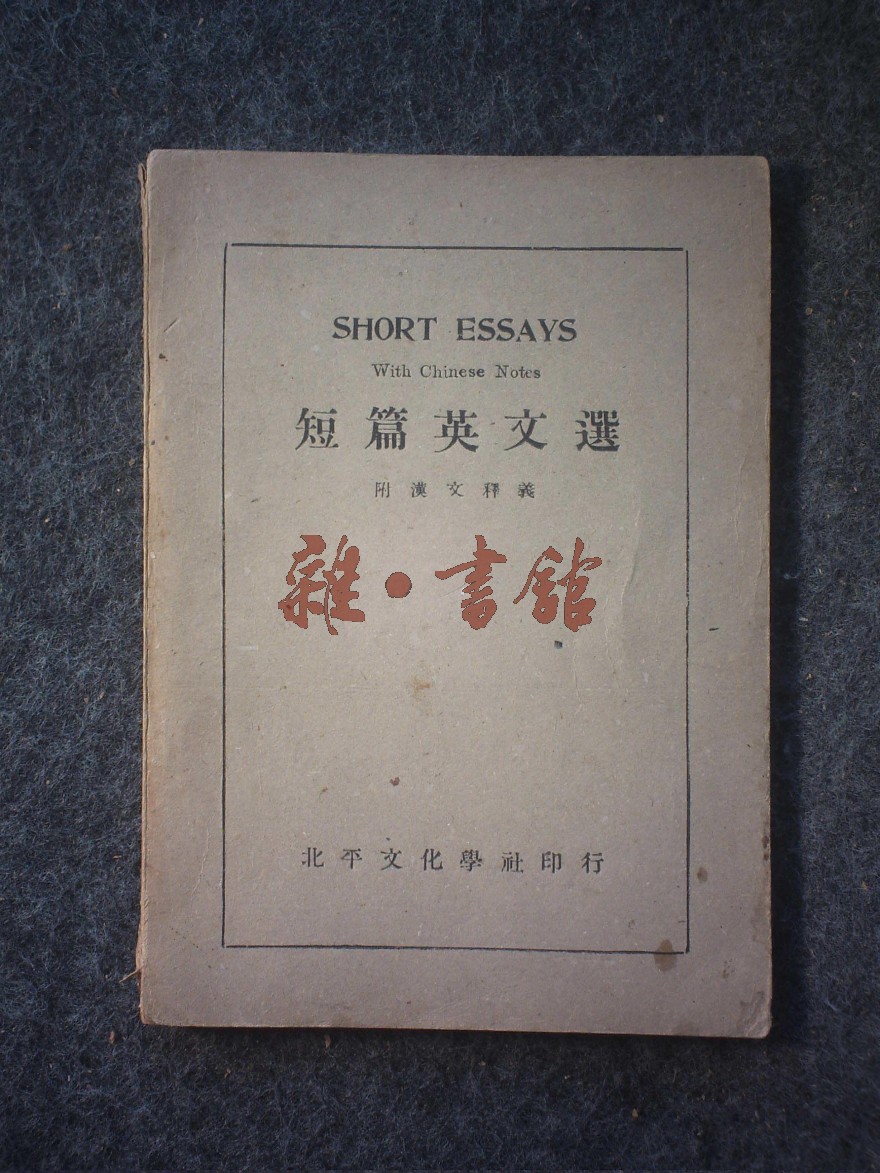 SHORT ESSAYS
With Chinese Notes
短篇英文選
附漢文釋義
雜·書館
北平文化學社印行